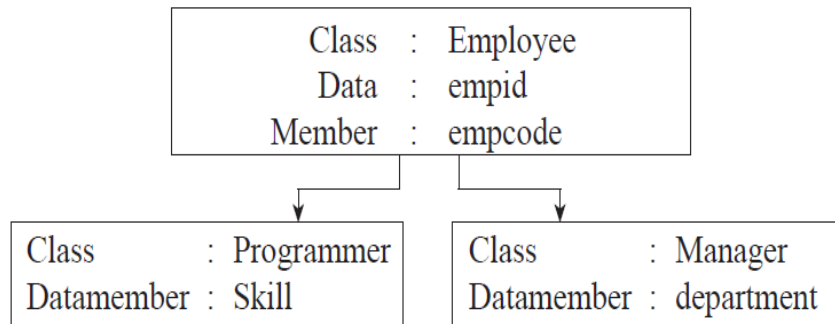 Class : Employee
Data : empid
Member : empcode
Class : Programmer
Datamember : Skill
Class : Manager
Datamember : department